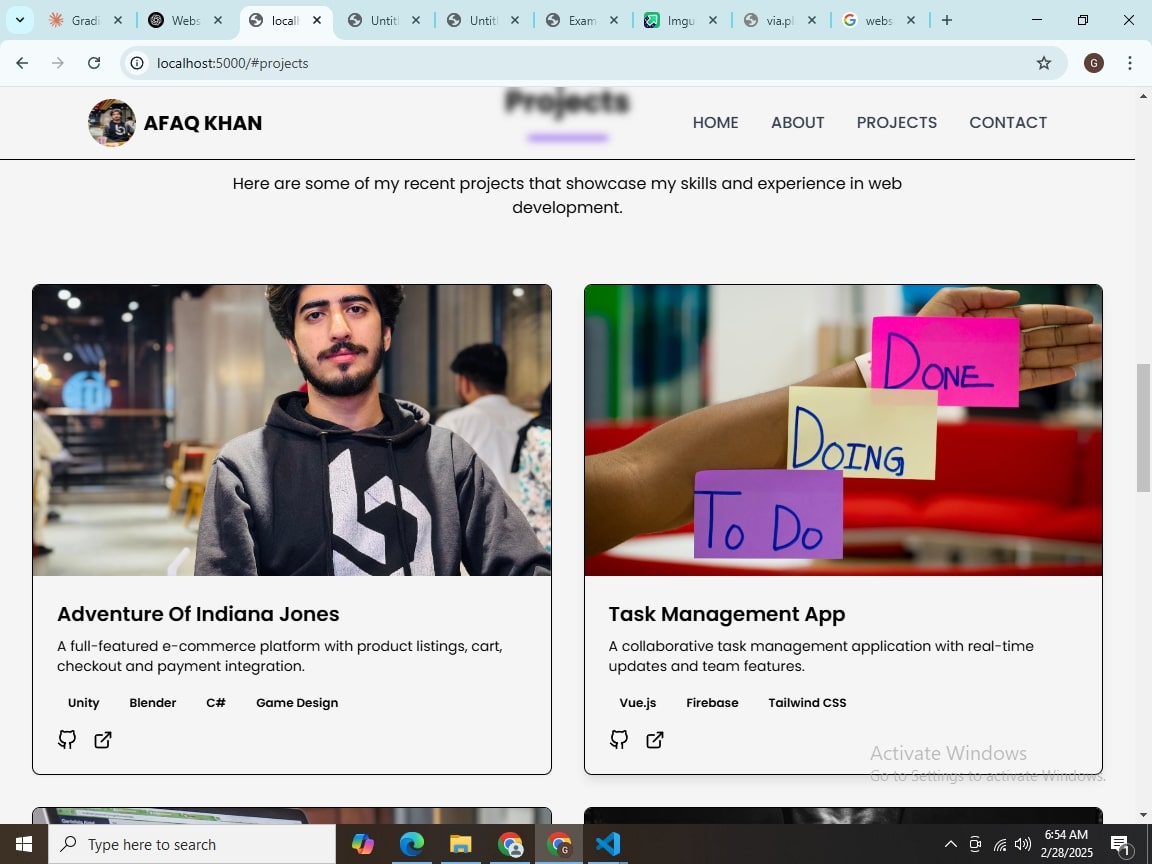 Gradi
Webs
local
Untitl
Untitl
Exam
Imgu
via.pl
webs
localhost:5000/#projects
G
Projects
AFAQ KHAN
HOME
ABOUT
PROJECTS
CONTACT
Here are some of my recent projects that showcase my skills and experience in web
development.
DONE
DOING
TO DO
Adventure Of Indiana Jones
A full-featured e-commerce platform with product listings, cart,
checkout and payment integration.
Unity
Blender
C#
Game Design
Task Management App
A collaborative task management application with real-time
updates and team features.
Vue.js
Firebase
Tailwind CSS
Activate Windows
Go to Settings to activate Windows.
Type here to search
G
6:54 AM
2/28/2025
1